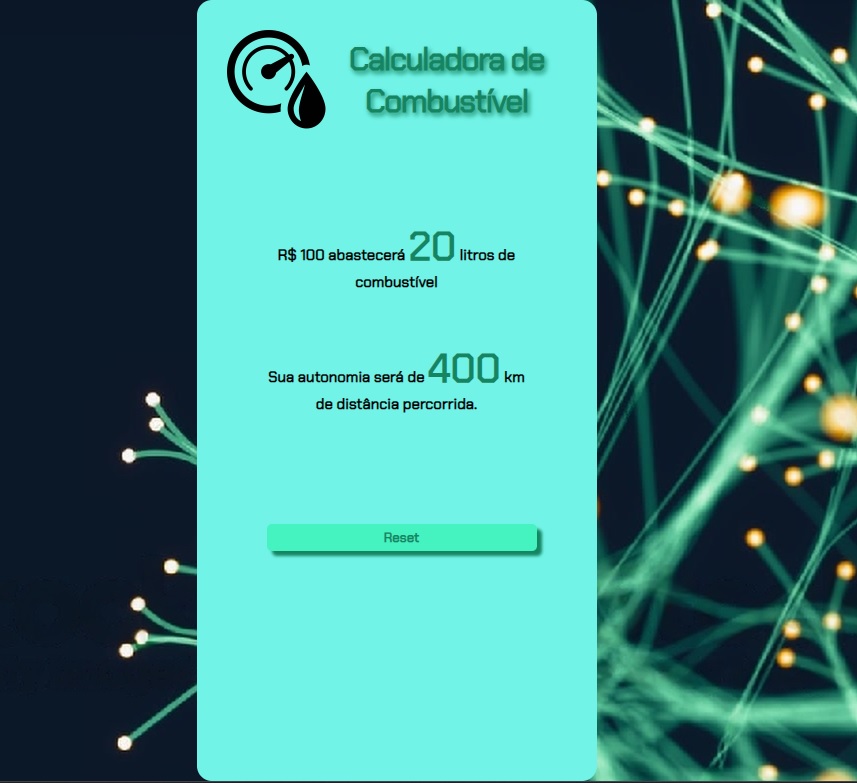 Calculadora de
Combustível
R$ 100 abastecerá 20 litros de
combustível
Sua autonomia será de 400 km
de distância percorrida.
Reset